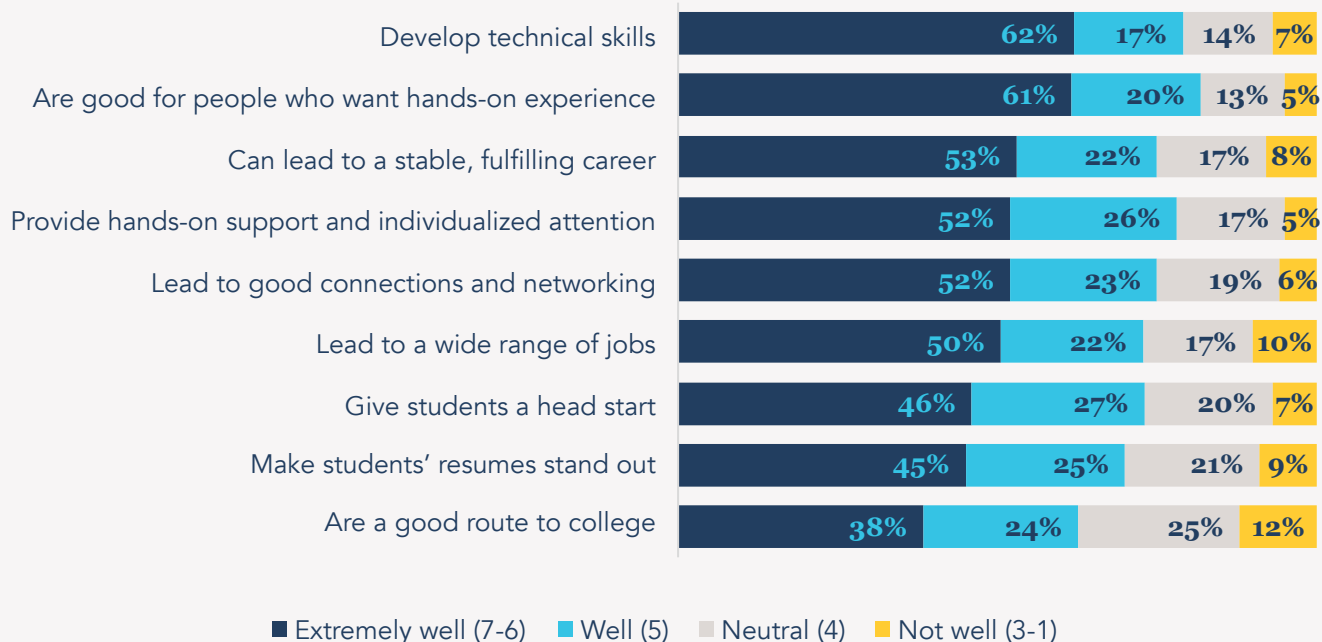 Develop technical skills 62% 17% 14% 7%
Are good for people who want hands-on experience 61% 20% 13% 5%
Can lead to a stable, fulfilling career 53% 22% 17% 8%
Provide hands-on support and individualized attention 52% 26% 17% 5%
Lead to good connections and networking 52% 23% 19% 6%
Lead to a wide range of jobs 50% 22% 17% 10%
Give students a head start 46% 27% 20% 7%
Make students’ resumes stand out 45% 25% 21% 9%
Are a good route to college 38% 24% 25% 12%
Extremely well (7-6) Well (5) Neutral (4) Not well (3-1)